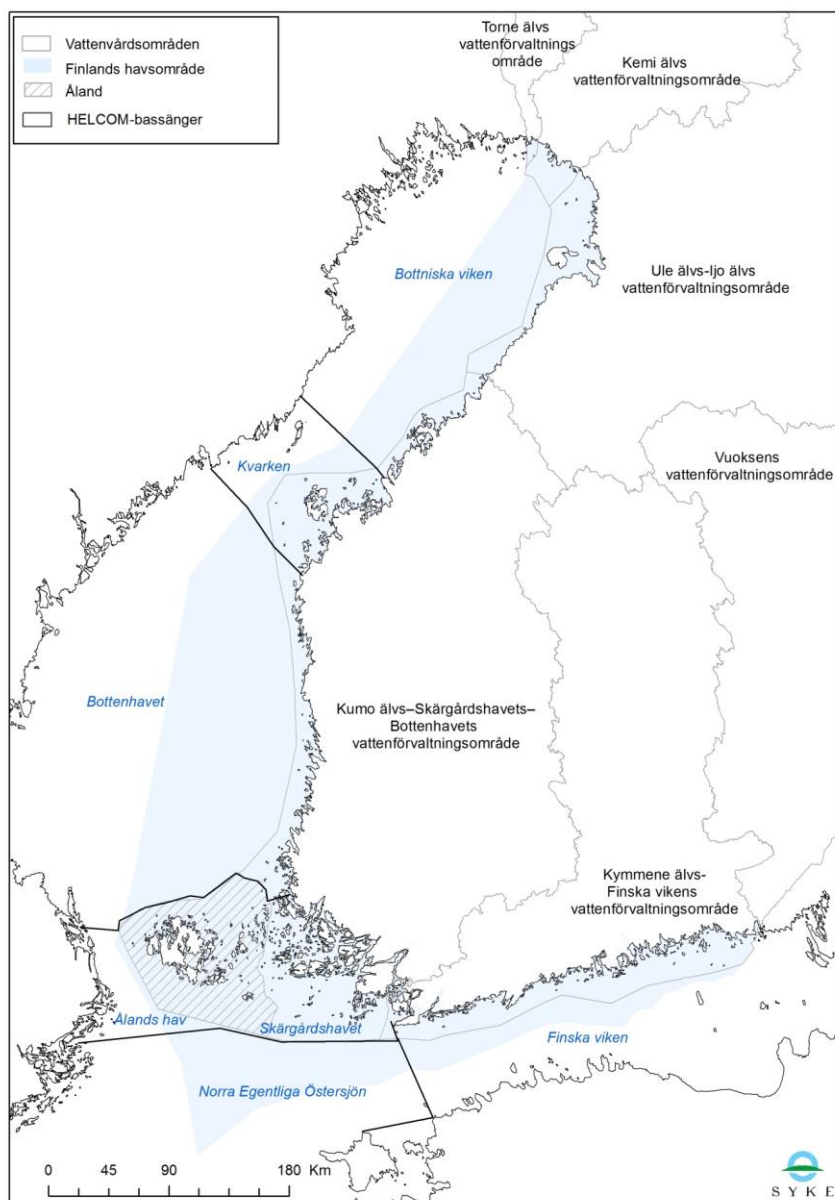 Vattenvårdsområden
Finlands havsområde
Åland
HELCOM-bassänger
Torne älvs
vattenförvaltnings
område
Kemi älvs
vattenförvaltningsområde
Bottniska viken
Ule älvs-Ijo älvs
vattenförvaltningsområde
Kvarken
Vuoksens
vattenförvaltningsområde
Bottenhavet
Kumo älvs–Skärgårdshavets–
Bottenhavets
vattenförvaltningsområde
Kymmene älvs-
Finska vikens
vattenförvaltningsområde
Ålands hav
Skärgårdshavet
Finska viken
Norra Egentliga Östersjön
0 45 90 180 Km
SYKE